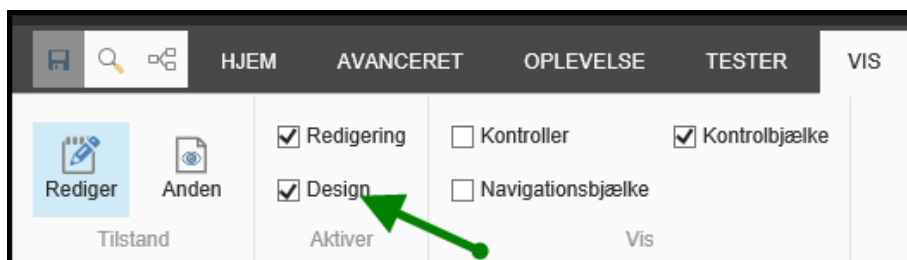 HJEM AVANCERET OPLEVELSE TESTER VIS
Redigering Kontroller Kontrolbjælke
Rediger Anden Design Navigationsbjælke
Tilstand Aktiver Vis